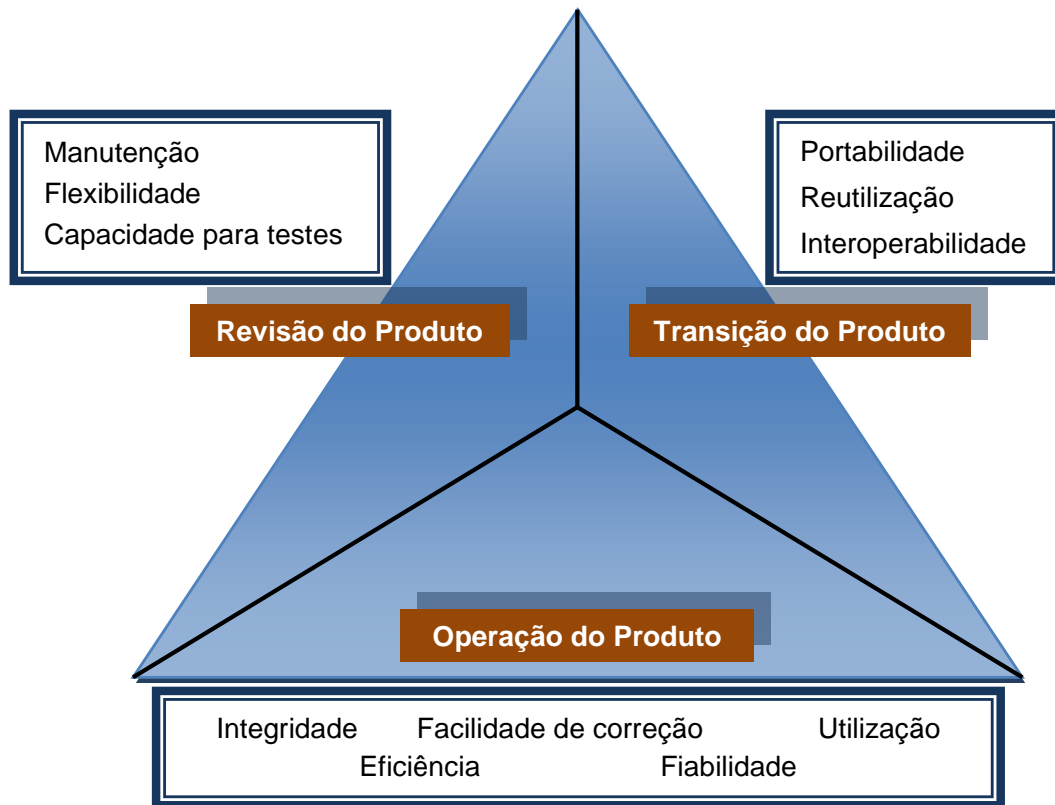 Manutenção
Flexibilidade
Capacidade para testes
Portabilidade
Reutilização
Interoperabilidade
Revisão do Produto
Transição do Produto
Operação do Produto
Integridade Facilidade de correção Utilização
Eficiência Fiabilidade